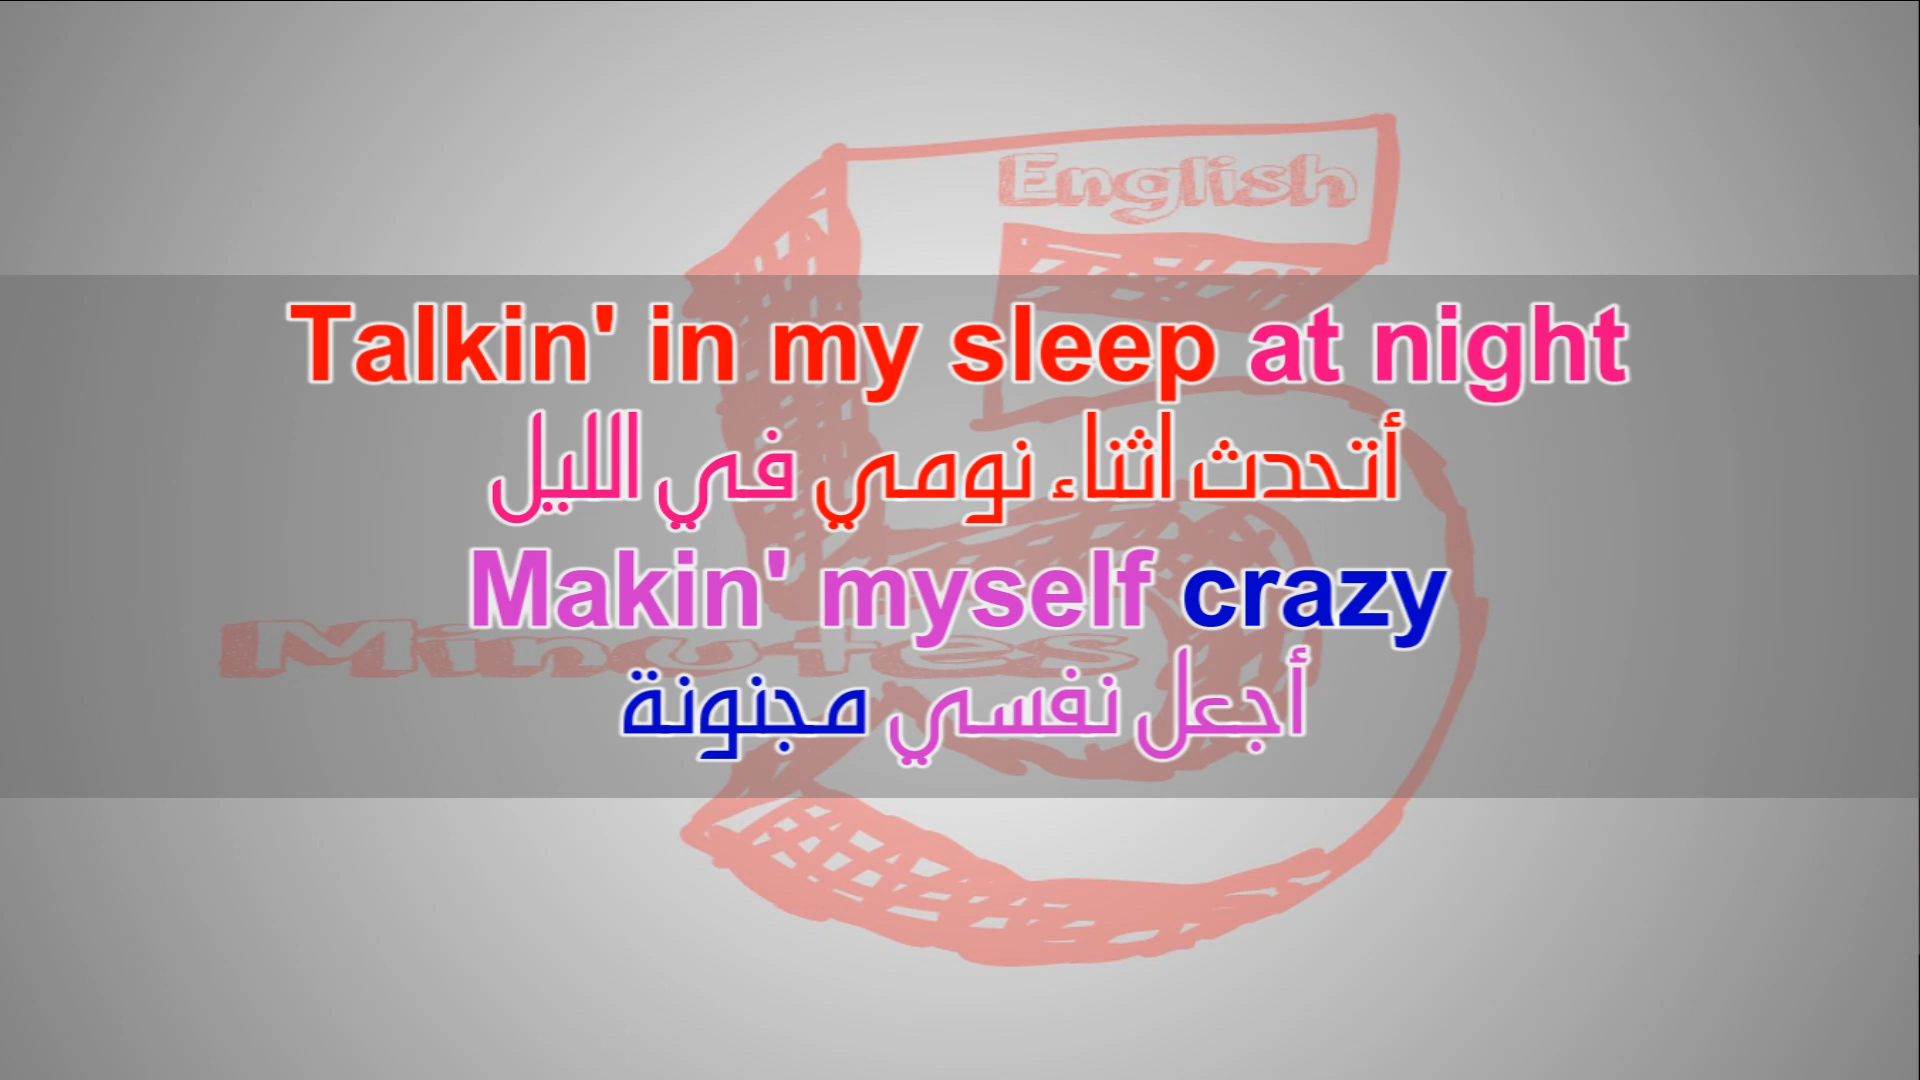 English
Talkin' in my sleep at night
أتحدث اثناء نومي في الليل
Makin' myself crazy
Minutes
أجعل نفسي مجنونة